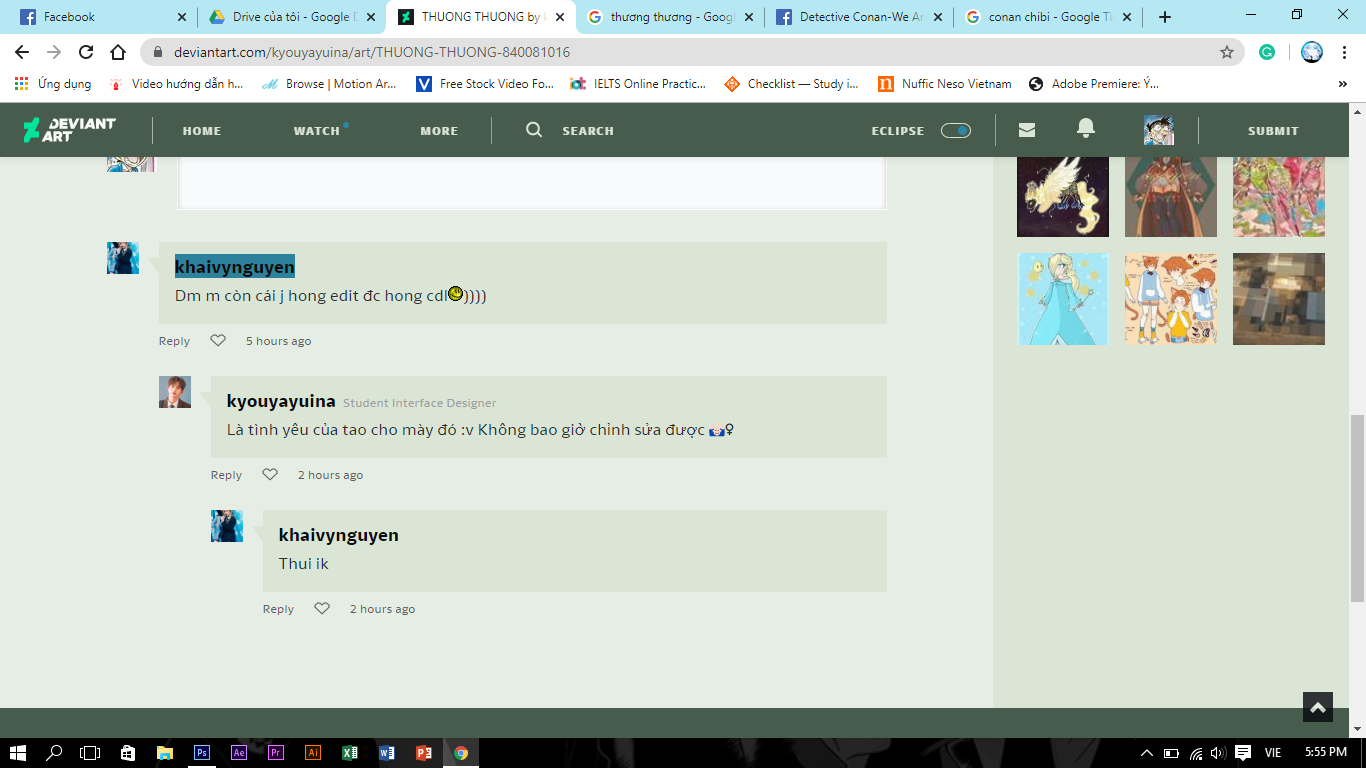 Facebook
Drive của tôi - Google D
THUONG THUONG by k
thương thương - Googl
Detective Conan-We Ar
conan chibi - Google Tì
deviantart.com/kyouyayuina/art/THUONG-THUONG-840081016
Ứng dụng
Video hướng dẫn h...
Browse | Motion Ar...
Free Stock Video Fo...
IELTS Online Practic...
Checklist — Study i...
Nuffic Neso Vietnam
Adobe Premiere: Ý...
»
DEVIANT
ART
HOME
WATCH
MORE
SEARCH
ECLIPSE
SUBMIT
khaivynguyen
Dm m còn cái j hong edit đc hong cdl))))
Reply
5 hours ago
kyouyayuina Student Interface Designer
Là tình yêu của tao cho mày đó :v Không bao giờ chỉnh sửa được ♀
Reply
2 hours ago
khaivynguyen
Thui ik
Reply
2 hours ago
Ps
Ae
Pr
Ai
VIE
5:55 PM